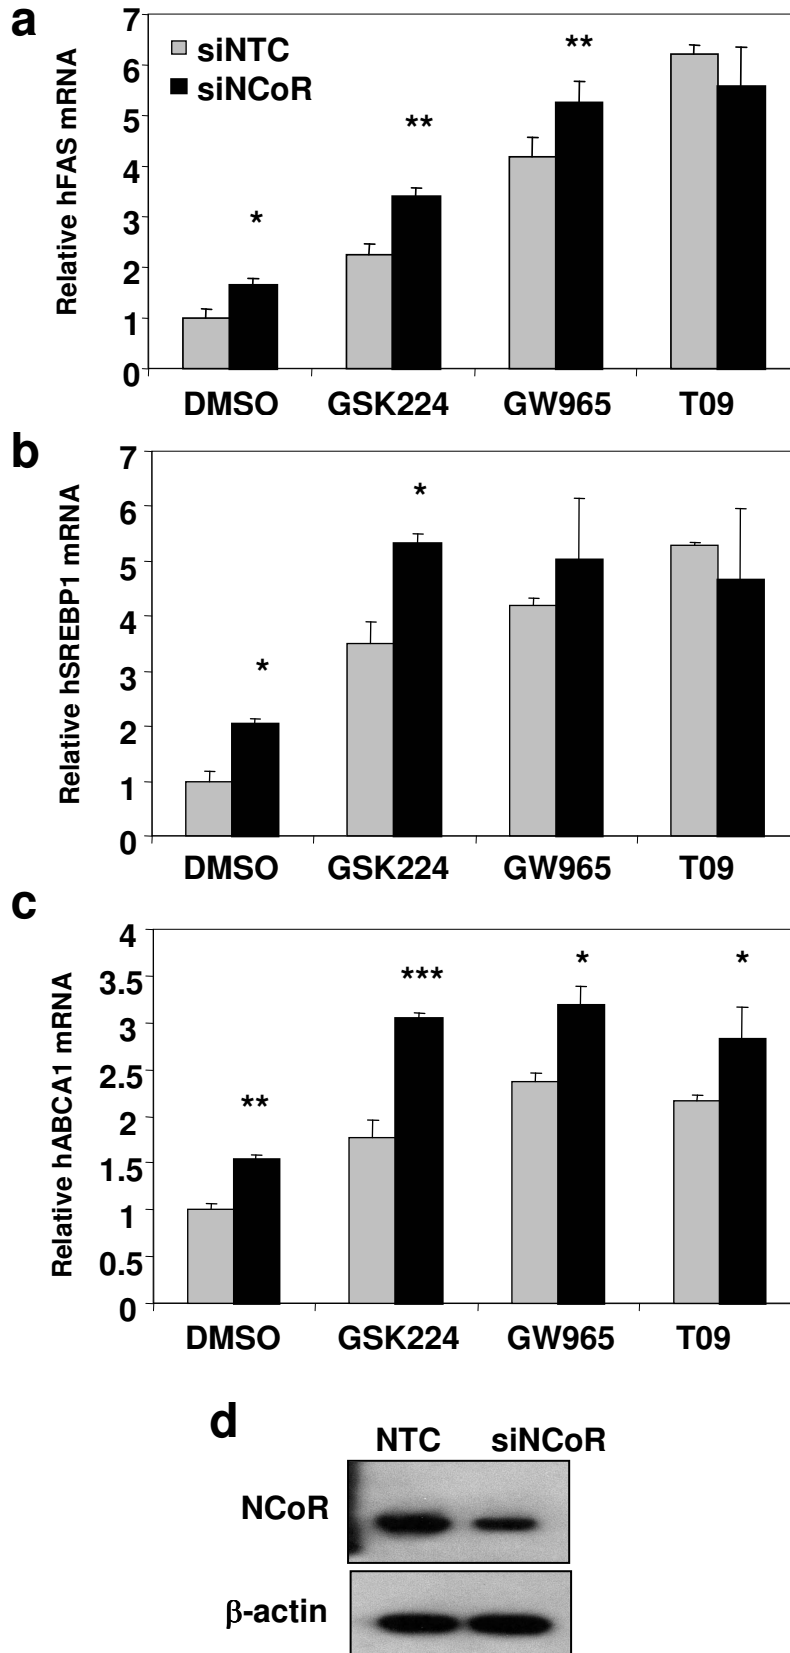 a
Relative hFAS mRNA
7
6
5
4
3
2
1
0
siNTC
siNCoR
*
**
**
DMSO GSK224 GW965 T09
b
Relative hSREBP1 mRNA
7
6
5
4
3
2
1
0
*
*
DMSO GSK224 GW965 T09
c
Relative hABCA1 mRNA
4
3.5
3
2.5
2
1.5
1
0.5
0
**
***
*
*
DMSO GSK224 GW965 T09
d
NTC siNCoR
NCoR
β-actin